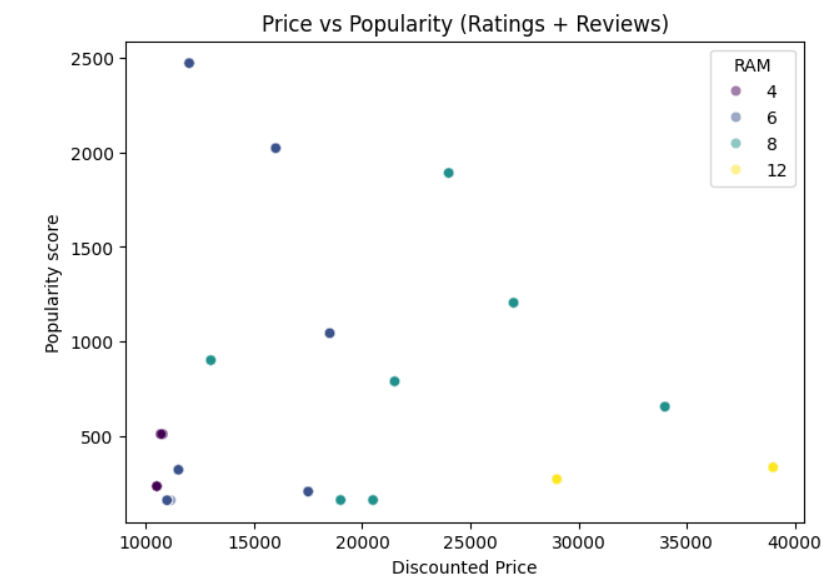 Price vs Popularity (Ratings + Reviews)
RAM
4
6
8
12
2500
2000
1500
1000
500
Popularity score
10000 15000 20000 25000 30000 35000 40000
Discounted Price